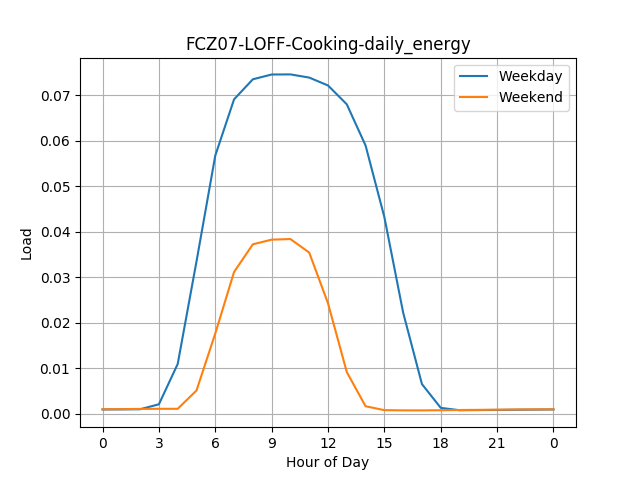 FCZ07-LOFF-Cooking-daily_energy
Weekday
Weekend
0.07
0.06
0.05
0.04
0.03
0.02
0.01
0.00
Load
0 3 6 9 12 15 18 21 0
Hour of Day